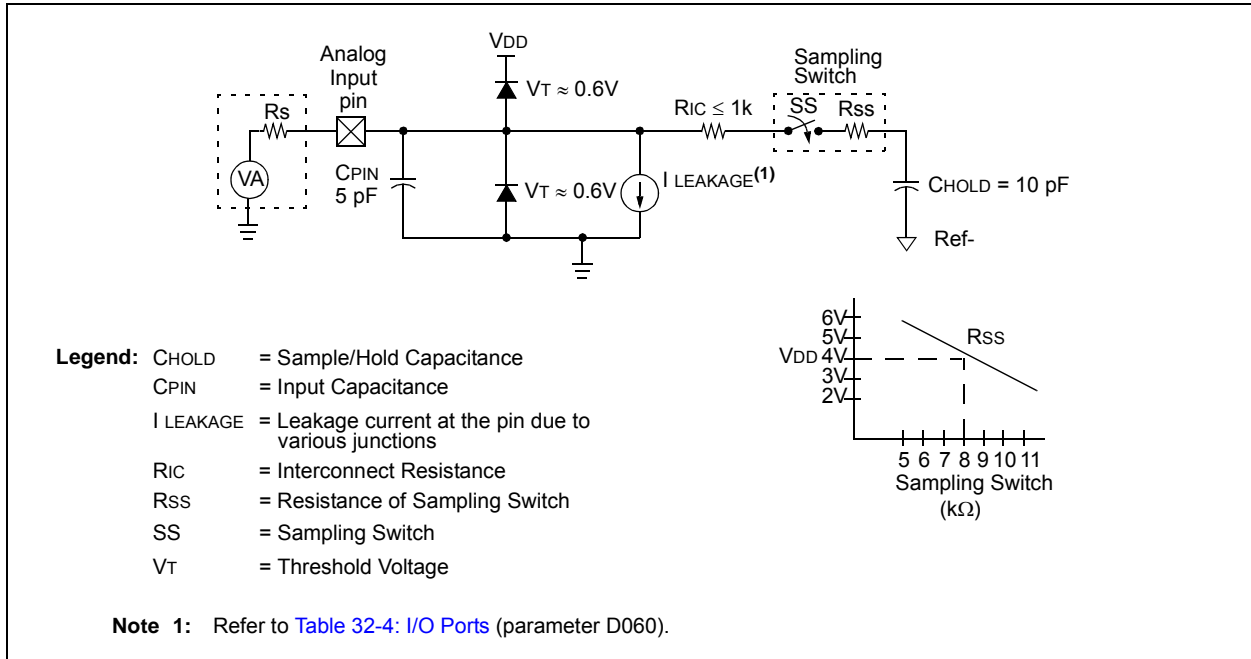 VDD
Analog
Input
pin
Sampling
Switch
VT ≈ 0.6V
Rs
RIC ≤ 1k
SS
Rss
VA
CPIN
5 pF
VT ≈ 0.6V
I LEAKAGE(1)
CHOLD = 10 pF
Ref-
6V
5V
VDD 4V
3V
2V
RSS
5 6 7 8 9 10 11
Sampling Switch
(kΩ)
Legend: CHOLD = Sample/Hold Capacitance
CPIN = Input Capacitance
I LEAKAGE = Leakage current at the pin due to
various junctions
RIC = Interconnect Resistance
RSS = Resistance of Sampling Switch
SS = Sampling Switch
VT = Threshold Voltage
Note 1: Refer to Table 32-4: I/O Ports (parameter D060).